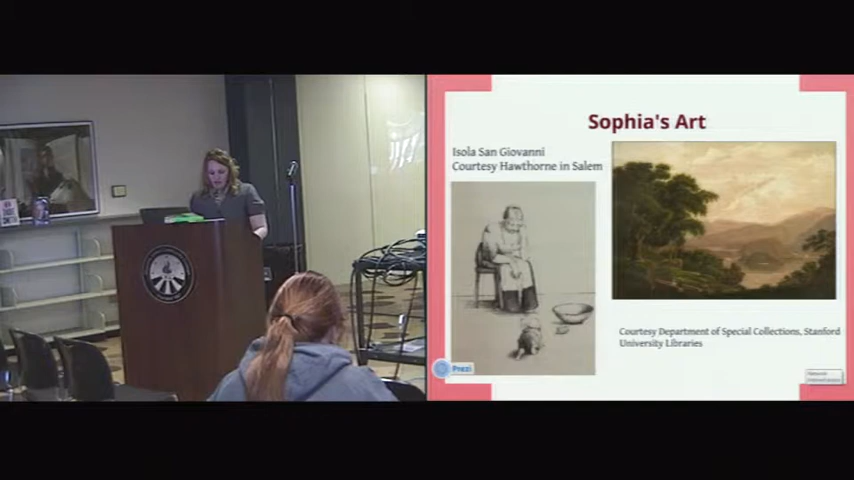 Sophia's Art
Isola San Giovanni
Courtesy Hawthorne in Salem
Courtesy Department of Special Collections, Stanford
University Libraries
Prezi